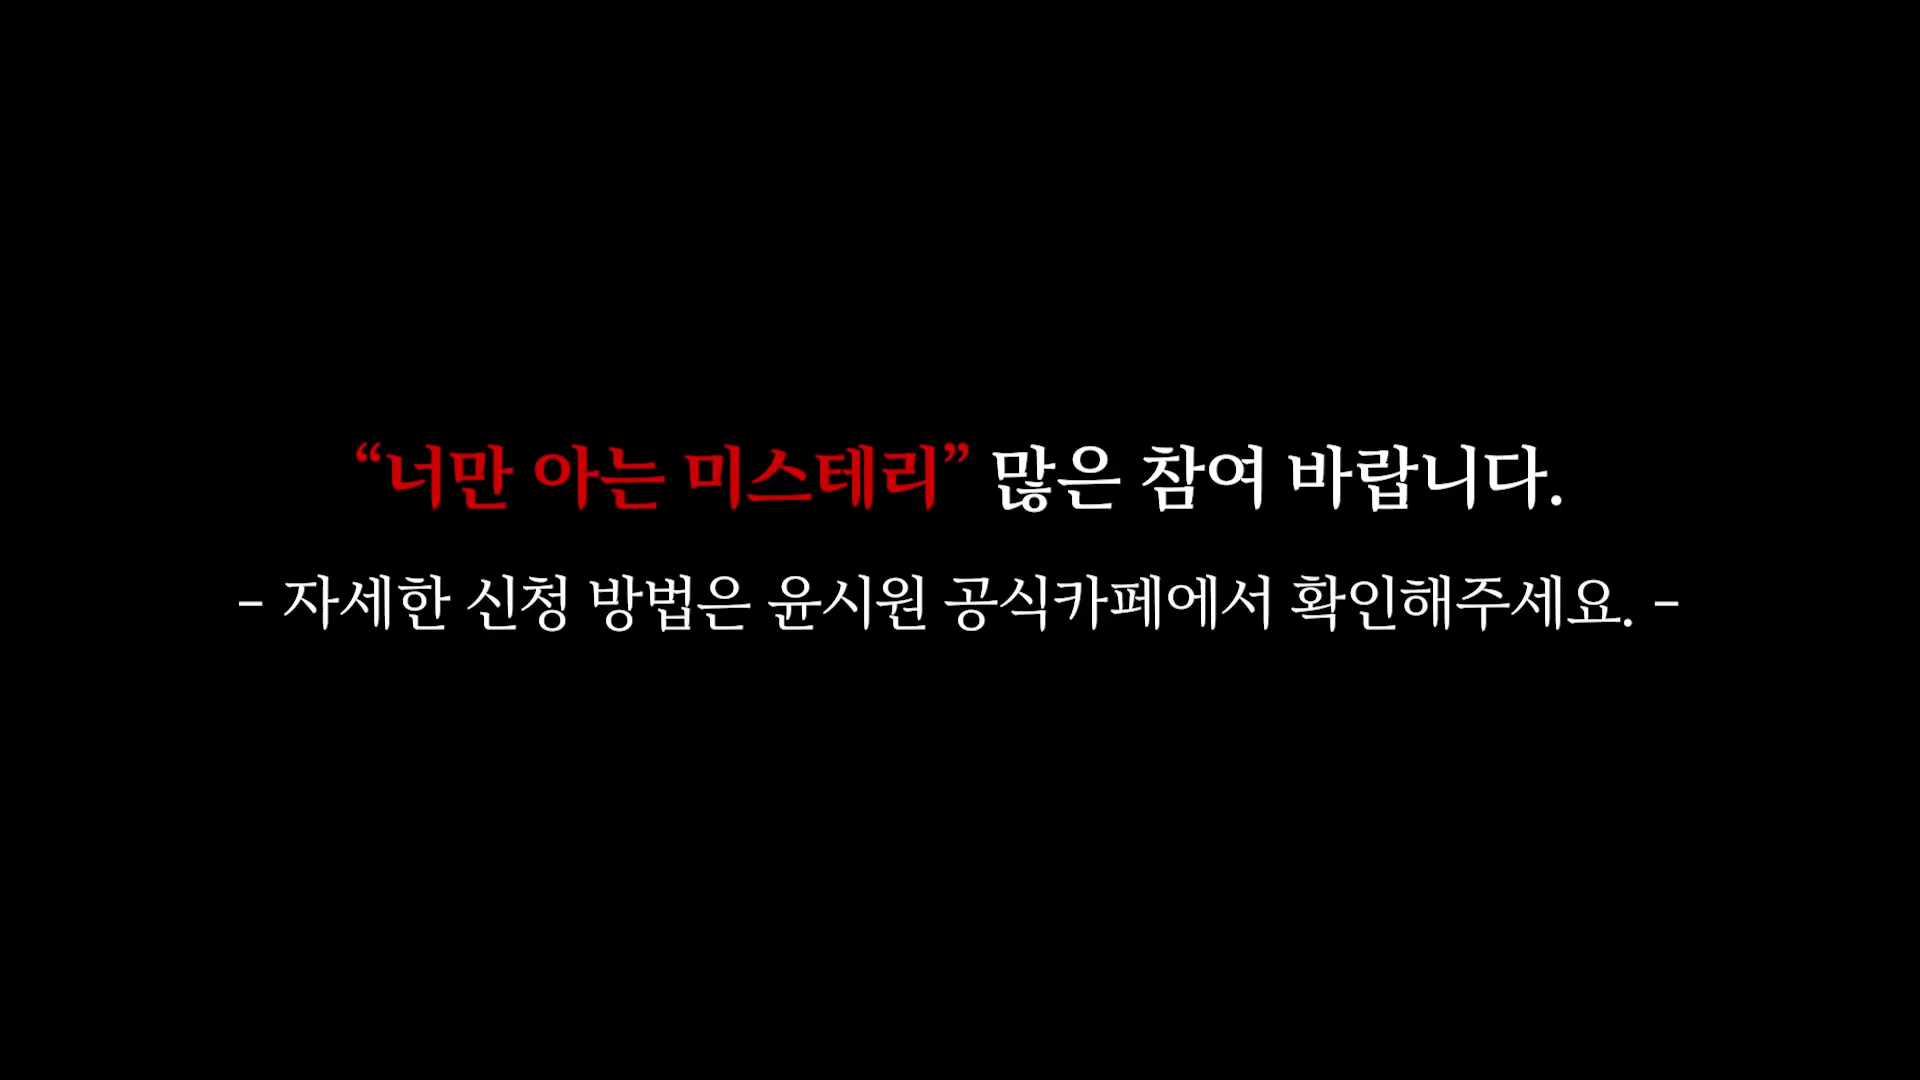 “너만 아는 미스테리” 많은 참여 바랍니다.
- 자세한 신청 방법은 윤시원 공식카페에서 확인해주세요. -